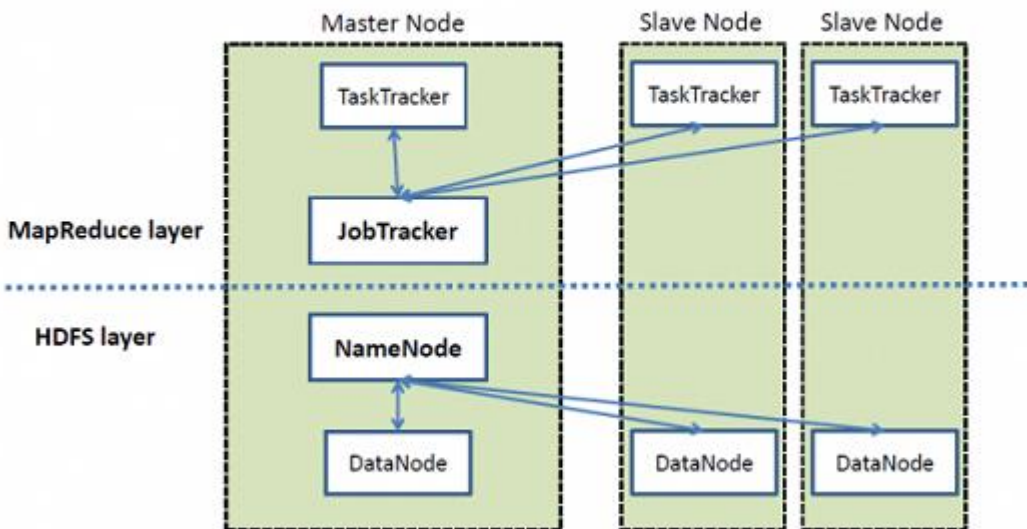 Master Node
Slave Node
Slave Node
TaskTracker
TaskTracker
TaskTracker
MapReduce layer
JobTracker
HDFS layer
NameNode
DataNode
DataNode
DataNode